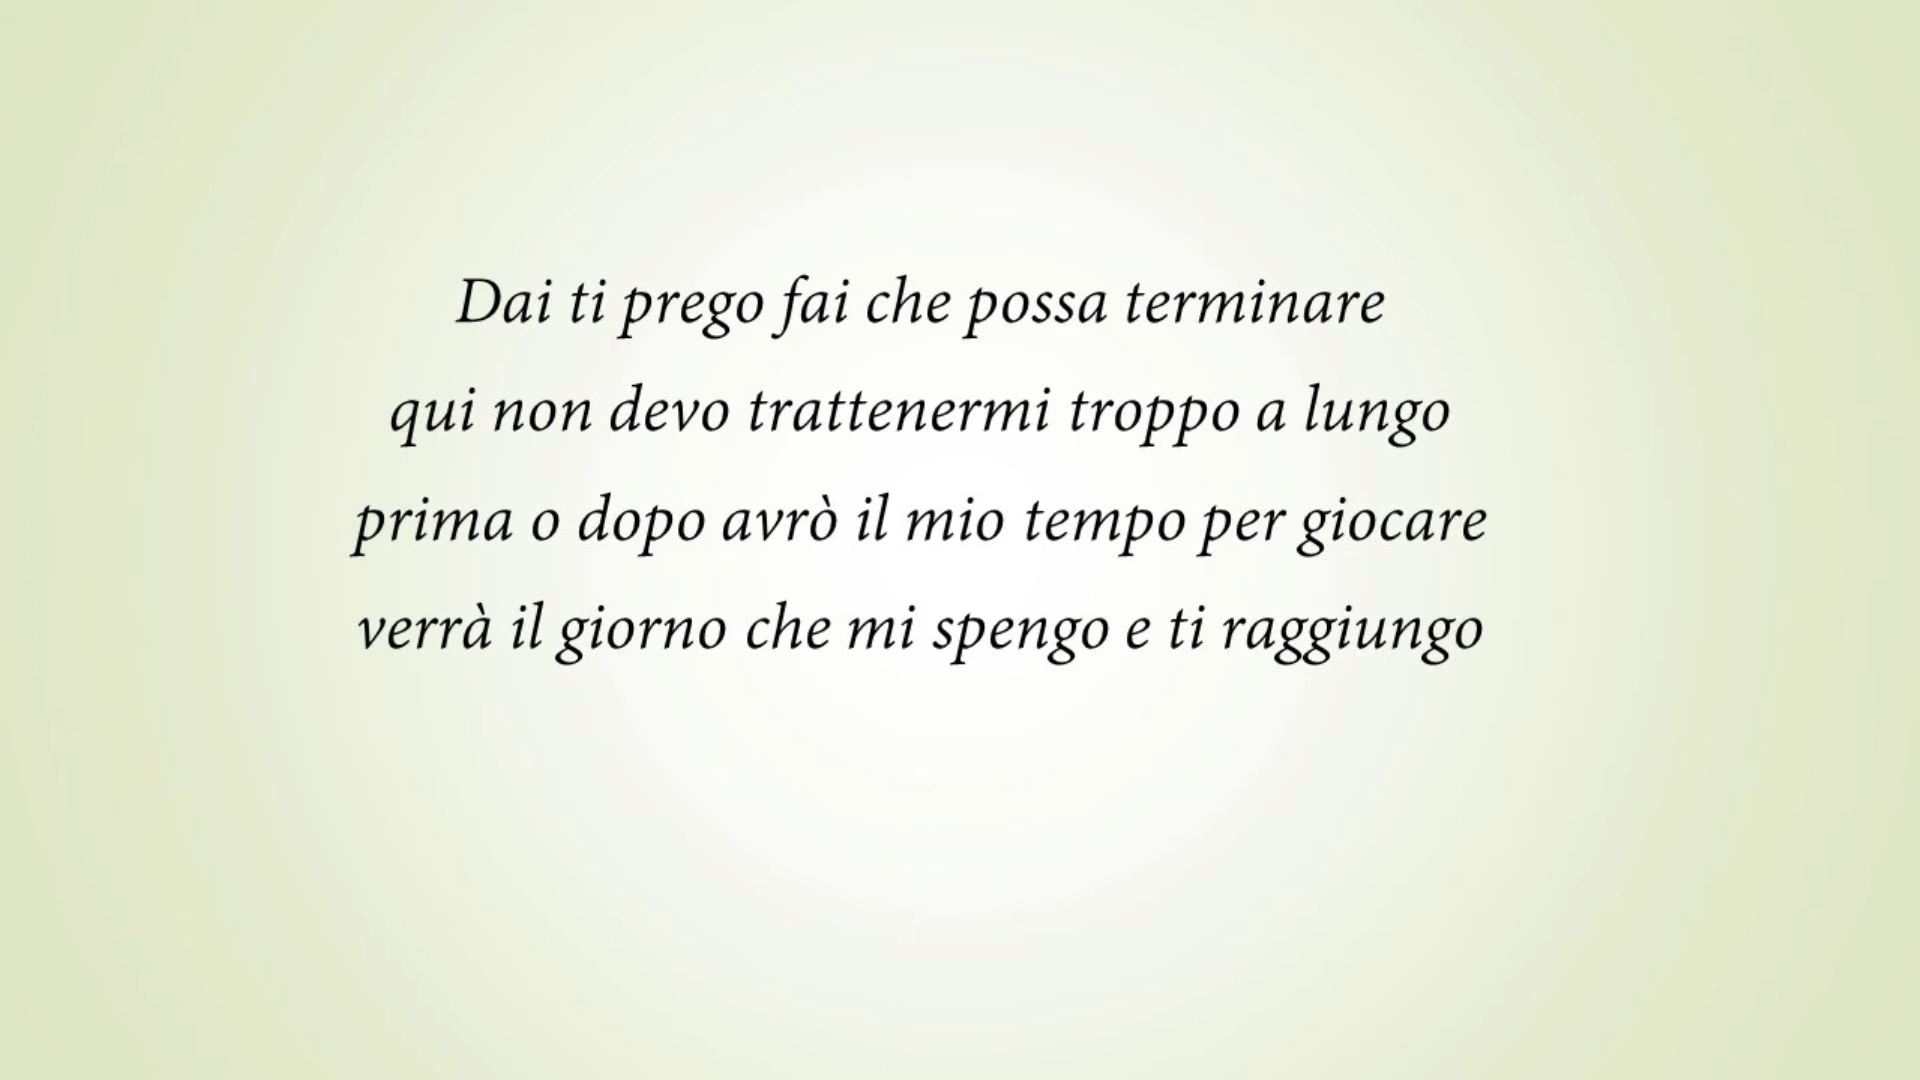 Dai ti prego fai che possa terminare
qui non devo trattenermi troppo a lungo
prima o dopo avrò il mio tempo per giocare
verrà il giorno che mi spengo e ti raggiungo